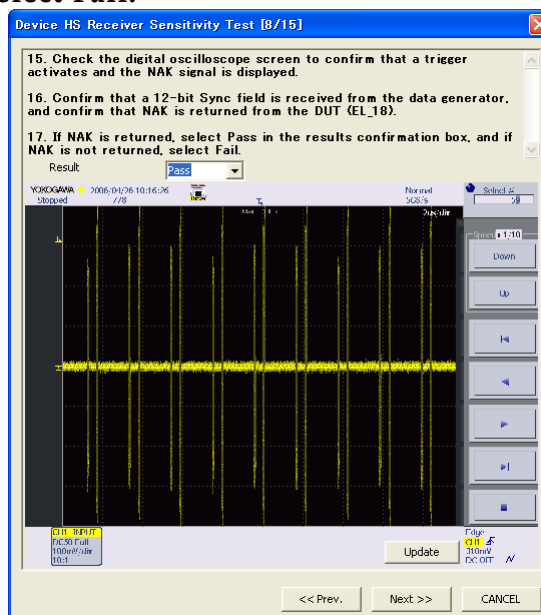 Device HS Receiver Sensitivity Test [8/15]
15. Check the digital oscilloscope screen to confirm that a trigger
activates and the NAK signal is displayed.
16. Confirm that a 12-bit Sync field is received from the data generator,
and confirm that NAK is returned from the DUT (EL_18).
17. If NAK is returned, select Pass in the results confirmation box, and if
NAK is not returned, select Fail.
Result Pass
YOKOGAWA 2006/04/26 10:16:26 Normal
Stopped 778 5GS/s
2us/div
Select #
59
Speed 1/10
Down
Up
CH1 INPUT
DC50 Full
100mV/div
10:1
Update
Edge
CH1
310mV
DC OFF
<< Prev. Next >> CANCEL